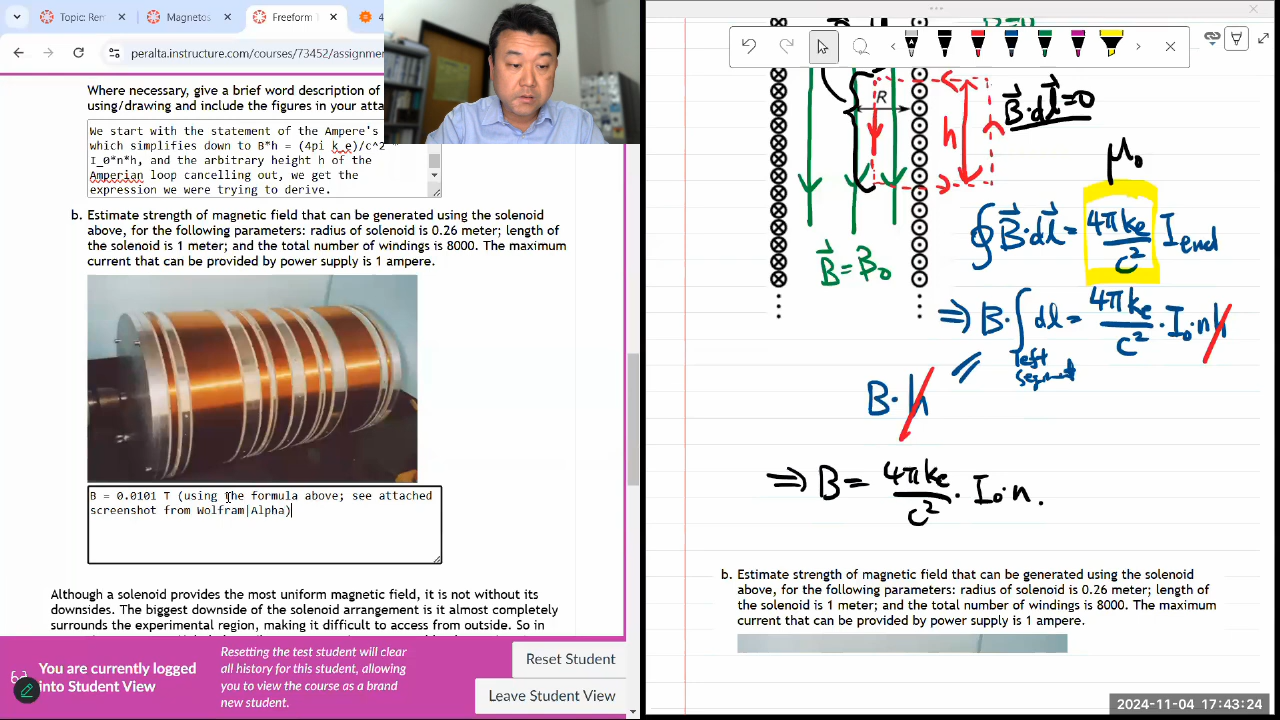 Topic: Rem
Magnetos
Freeform
peralta.instructure.com/courses/73452/assignme
Where necessary, give a brief word description of
using/drawing and include the figures in your atta
We start with the statement of the Ampere's
which simplifies down to B*h = (4pi k_e)/c^2 *
I_0*n*h, and the arbitrary height h of the
Amperian loop cancelling out, we get the
expression we were trying to derive.
b. Estimate strength of magnetic field that can be generated using the solenoid
above, for the following parameters: radius of solenoid is 0.26 meter; length of
the solenoid is 1 meter; and the total number of windings is 8000. The maximum
current that can be provided by power supply is 1 ampere.
B = 0.0101 T (using the formula above; see attached
screenshot from Wolfram|Alpha)
Although a solenoid provides the most uniform magnetic field, it is not without its
downsides. The biggest downside of the solenoid arrangement is it almost completely
surrounds the experimental region, making it difficult to access from outside. So in
You are currently logged
into Student View
Resetting the test student will clear
all history for this student, allowing
you to view the course as a brand
new student.
Reset Student
Leave Student View
B=0
R
h
B⃗·dl⃗=0
μ₀
∮B⃗·dl⃗= 4πke/c² I encl
B⃗=B₀
⇒ B·∫ dl = 4πke/c² · I₀·nh
left
segment
B·h
⇒ B= 4πke/c² · I₀·n.
b. Estimate strength of magnetic field that can be generated using the solenoid
above, for the following parameters: radius of solenoid is 0.26 meter; length of
the solenoid is 1 meter; and the total number of windings is 8000. The maximum
current that can be provided by power supply is 1 ampere.
2024-11-04 17:43:24